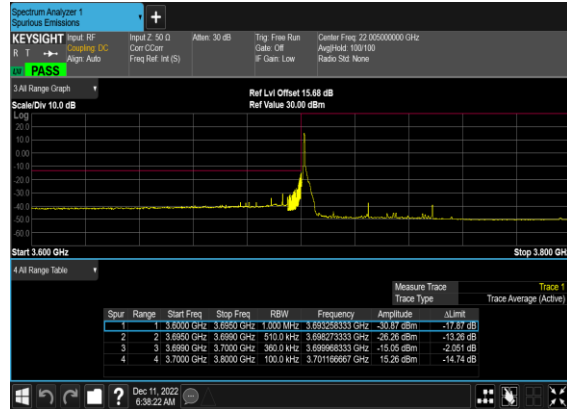 Spectrum Analyzer 1
Spurious Emissions
+
KEYSIGHT Input: RF Input Z: 50 Ω Atten: 30 dB Trig: Free Run Center Freq: 22.005000000 GHz
R T Coupling: DC Corr CCorr Gate: Off Avg|Hold: 100/100
Align: Auto Freq Ref: Int (S) IF Gain: Low Radio Std: None
PASS
3 All Range Graph
Ref Lvl Offset 15.68 dB
Scale/Div 10.0 dB Ref Value 30.00 dBm
Log
20.0
10.0
0.00
-10.0
-20.0
-30.0
-40.0
-50.0
-60.0
Start 3.600 GHz Stop 3.800 GH
4 All Range Table
Measure Trace Trace 1
Trace Type Trace Average (Active)
Spur Range Start Freq Stop Freq RBW Frequency Amplitude ΔLimit
1 1 3.6000 GHz 3.6950 GHz 1.000 MHz 3.693258333 GHz -30.87 dBm -17.87 dB
2 2 3.6950 GHz 3.6990 GHz 510.0 kHz 3.698273333 GHz -26.26 dBm -13.26 dB
3 3 3.6990 GHz 3.7000 GHz 360.0 kHz 3.699968333 GHz -15.05 dBm -2.051 dB
4 4 3.7000 GHz 3.8000 GHz 100.0 kHz 3.701166667 GHz 15.26 dBm -14.74 dB
? Dec 11, 2022
6:38:22 AM